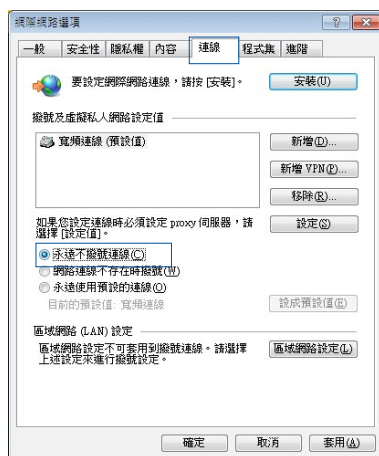 網際網路選項
一般 安全性 隱私權 內容 連線 程式集 進階
要設定網際網路連線，請按 [安裝]。 安裝(U)
撥號及虛擬私人網路設定值
寬頻連線 (預設值) 新增(D)...
新增 VPN(P)...
移除(R)...
如果您設定連線時必須設定 proxy 伺服器，請 設定(S)
選擇 [設定值]。
永遠不撥號連線(C)
網路連線不存在時撥號(W)
永遠使用預設的連線(O)
目前的預設值: 寬頻連線 設成預設值(E)
區域網路 (LAN) 設定
區域網路設定不可套用到撥號連線。請選擇 區域網路設定(L)
上述設定來進行撥號設定。
確定 取消 套用(A)